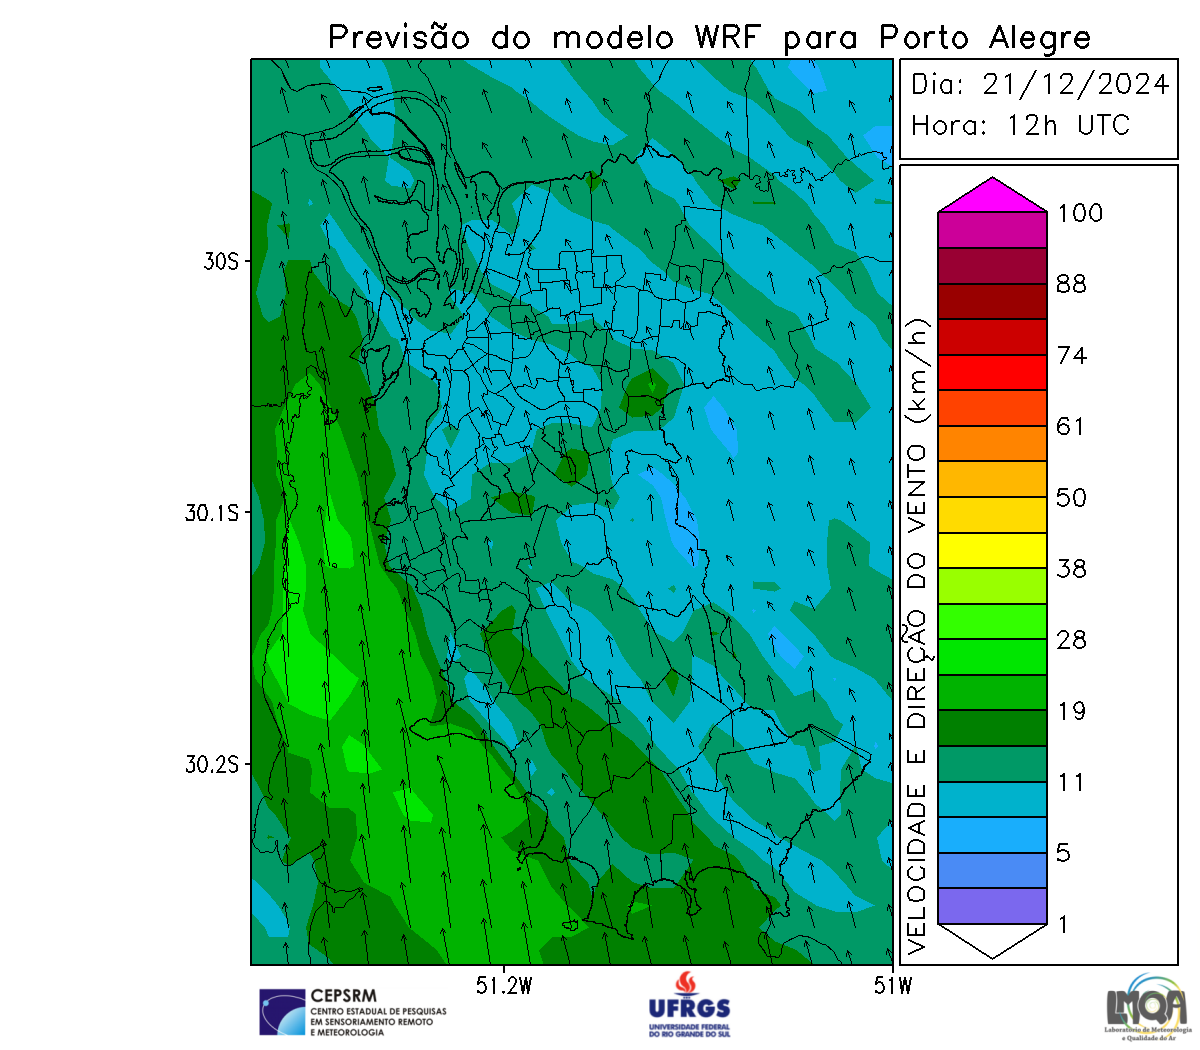 Previsão do modelo WRF para Porto Alegre
Dia: 21/12/2024
Hora: 12h UTC
30S
30.1S
30.2S
51.2W
51W
VELOCIDADE E DIREÇÃO DO VENTO (km/h)
100
88
74
61
50
38
28
19
11
5
1
CEPSRM
CENTRO ESTADUAL DE PESQUISAS
EM SENSORIAMENTO REMOTO
E METEOROLOGIA
UFRGS
UNIVERSIDADE FEDERAL
DO RIO GRANDE DO SUL
LMQA
Laboratório de Meteorologia
e Qualidade do Ar